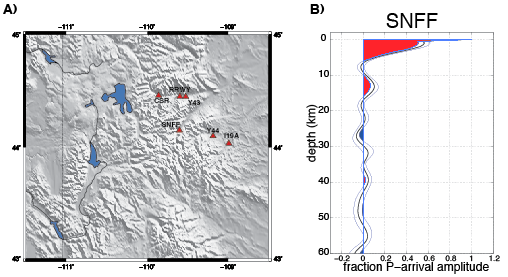 A)
-111° -110° -109°
45' 45'
CSR RRWY Y43
SNFF Y44 I19A
44' 44'
43' 43'
-111° -110° -109°
B)
SNFF
depth (km)
0
10
20
30
40
50
60
-0.2 0 0.2 0.4 0.6 0.8 1 1.2
fraction P-arrival amplitude